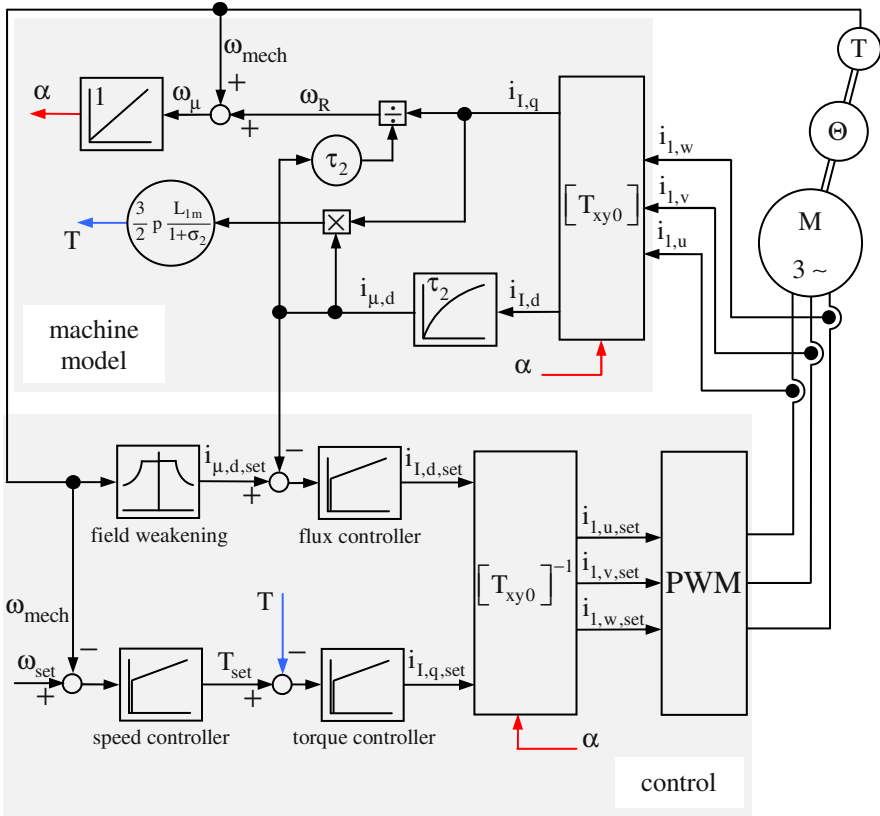 T
ω_mech
+
+
α
1
ω_μ
ω_R
÷
i_I,q
Θ
τ_2
i_1,w
[T_xy0]
i_1,v
M
3 ~
i_1,u
T
3/2 p L_1m/1+σ_2
×
i_μ,d
τ_2
i_I,d
machine
model
α
i_μ,d,set
−
+
i_I,d,set
field weakening
flux controller
[T_xy0]^−1
i_1,u,set
i_1,v,set
i_1,w,set
PWM
ω_mech
T
−
−
ω_set
+
T_set
+
i_I,q,set
speed controller
torque controller
α
control